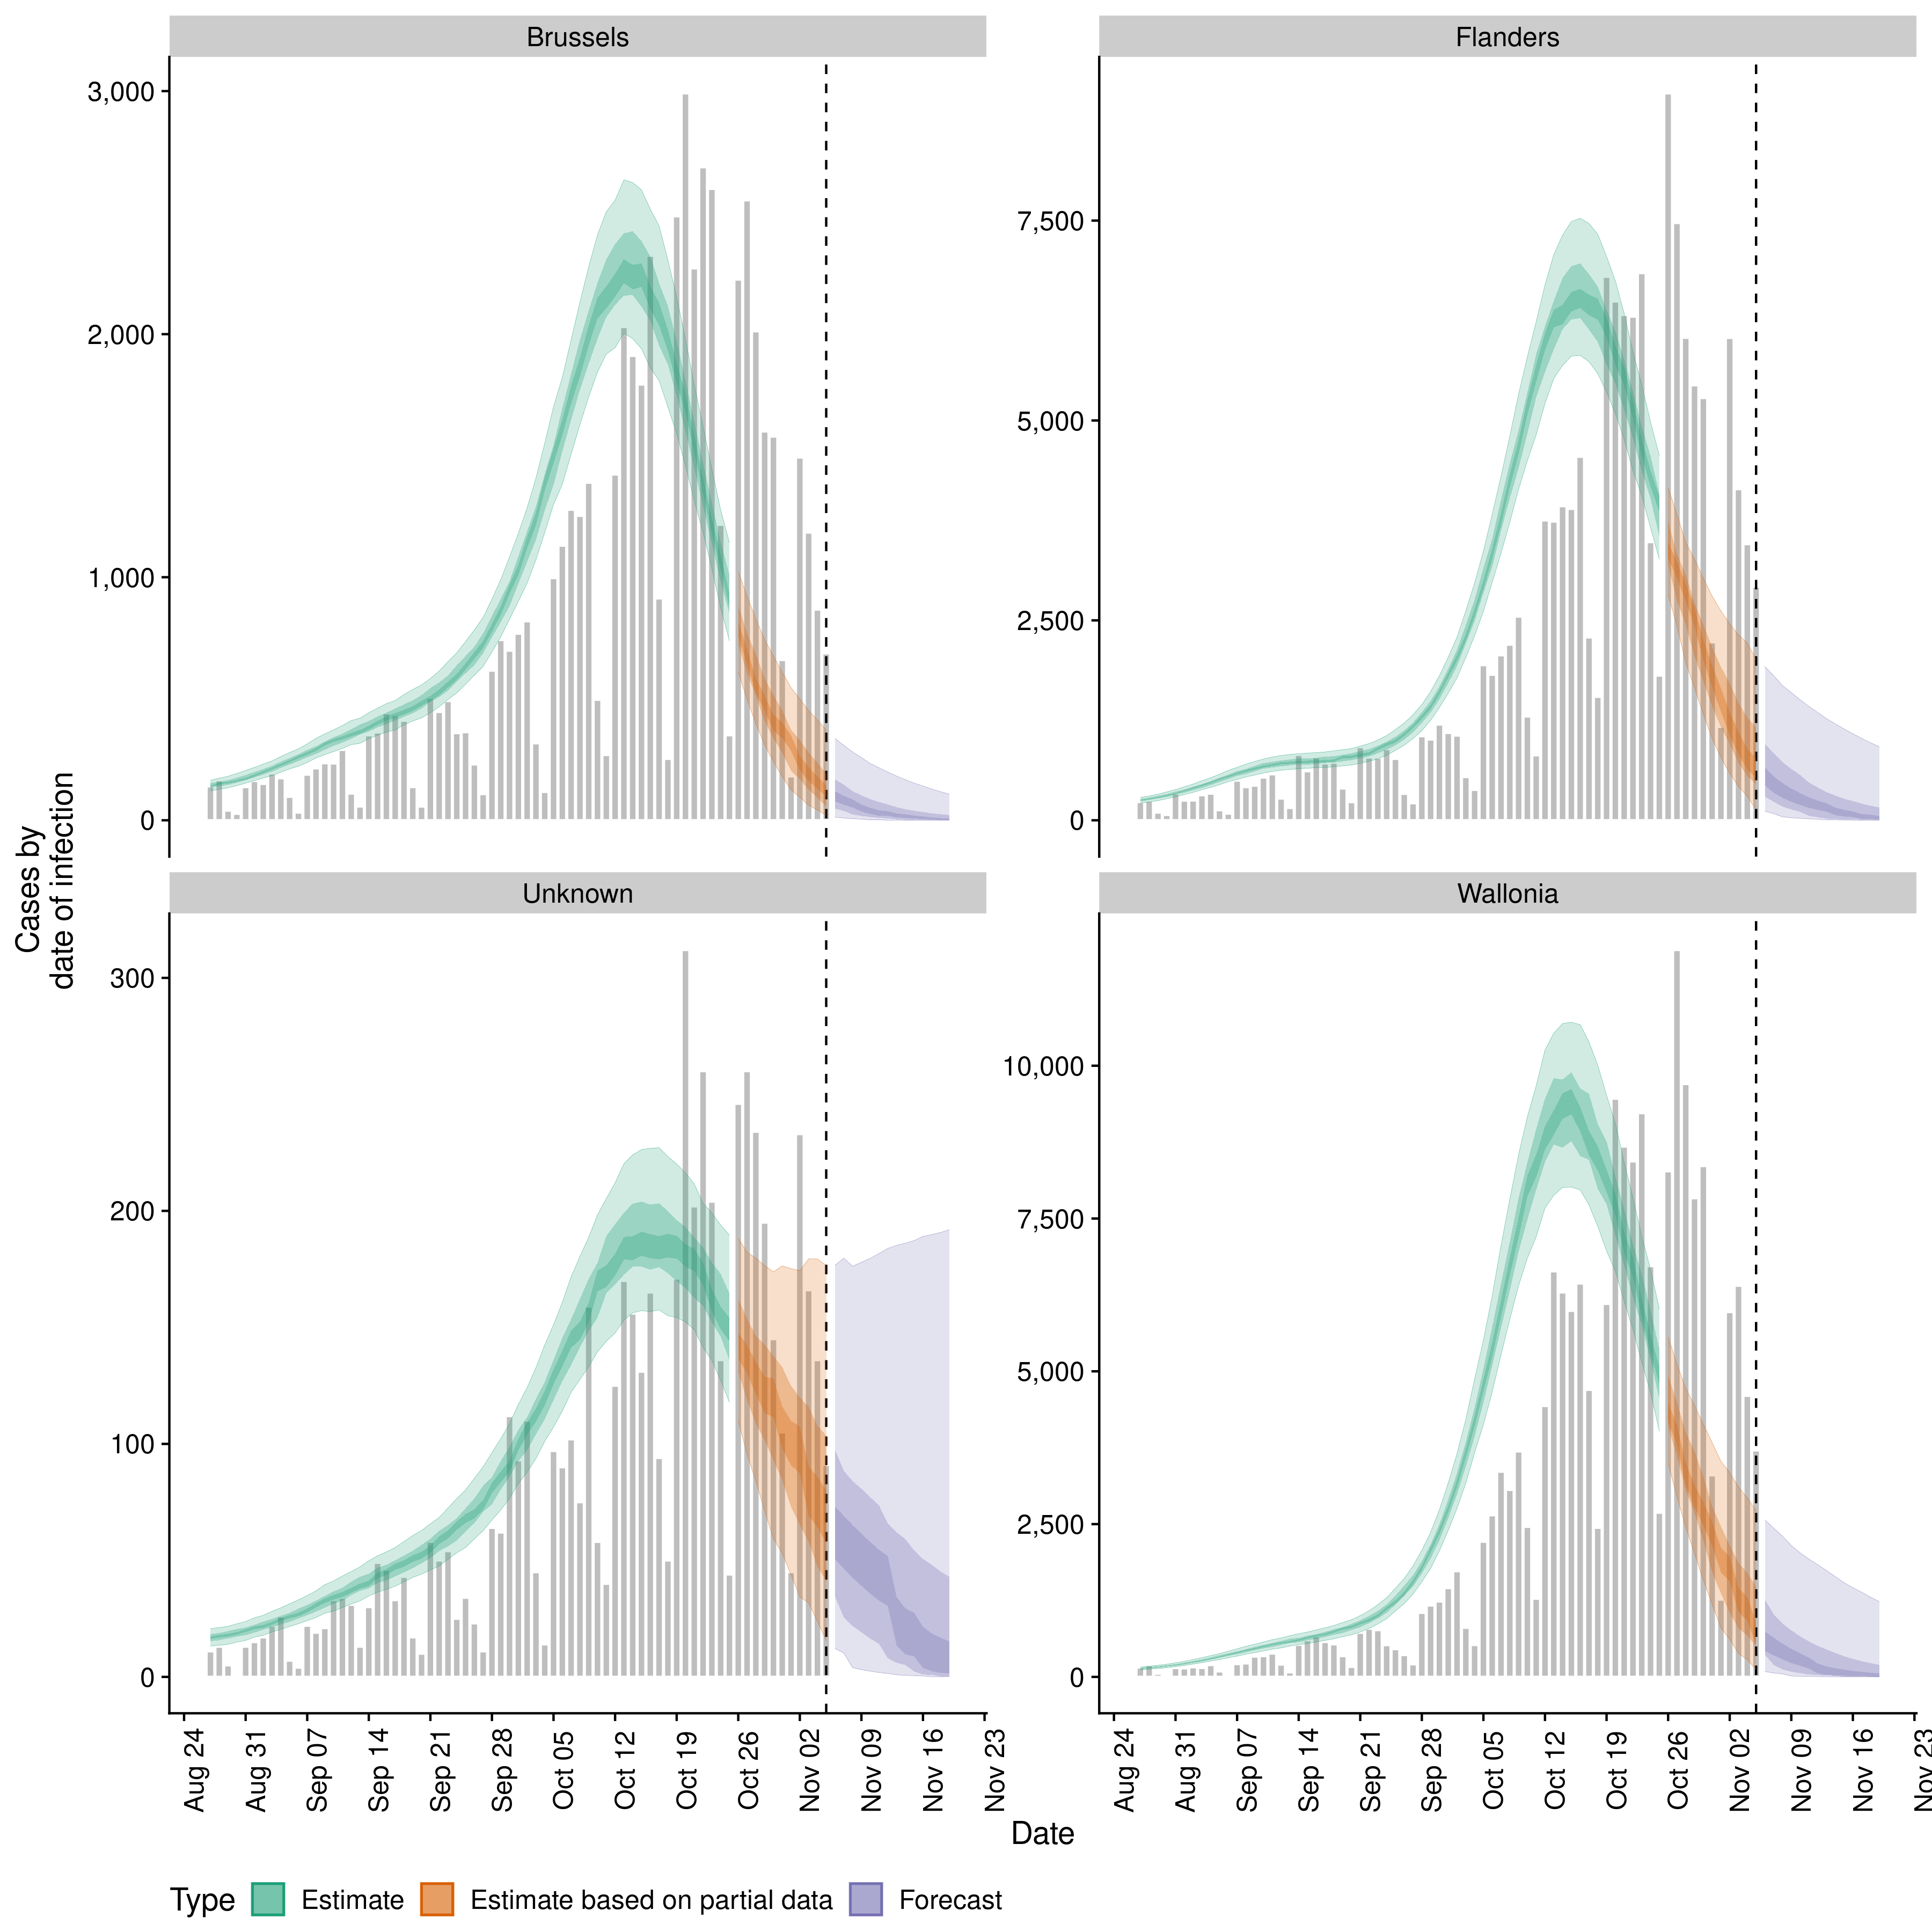 Brussels
Flanders
3,000
2,000
1,000
0
7,500
5,000
2,500
0
Cases by
date of infection
Unknown
Wallonia
300
200
100
0
10,000
7,500
5,000
2,500
0
Aug 24
Aug 31
Sep 07
Sep 14
Sep 21
Sep 28
Oct 05
Oct 12
Oct 19
Oct 26
Nov 02
Nov 09
Nov 16
Nov 23
Aug 24
Aug 31
Sep 07
Sep 14
Sep 21
Sep 28
Oct 05
Oct 12
Oct 19
Oct 26
Nov 02
Nov 09
Nov 16
Nov 23
Date
Type
Estimate
Estimate based on partial data
Forecast